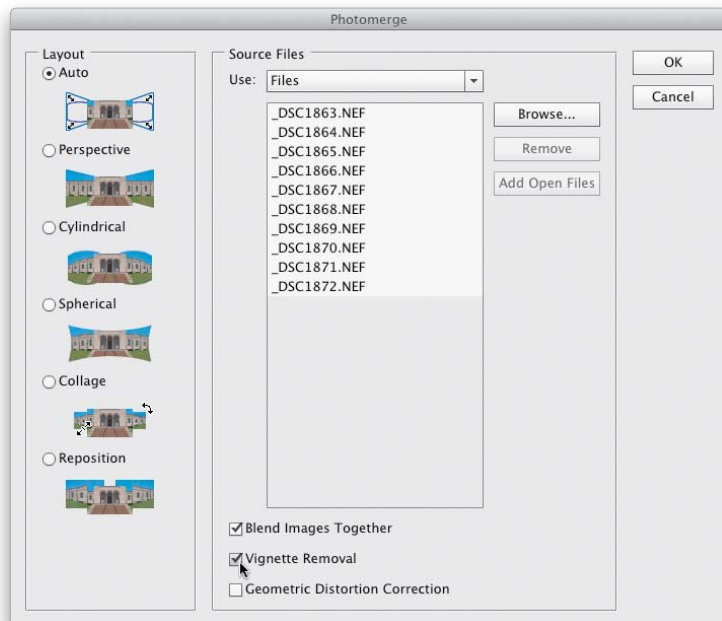 Photomerge
Layout
Auto
Perspective
Cylindrical
Spherical
Collage
Reposition
Source Files
Use: Files
_DSC1863.NEF
_DSC1864.NEF
_DSC1865.NEF
_DSC1866.NEF
_DSC1867.NEF
_DSC1868.NEF
_DSC1869.NEF
_DSC1870.NEF
_DSC1871.NEF
_DSC1872.NEF
Browse...
Remove
Add Open Files
Blend Images Together
Vignette Removal
Geometric Distortion Correction
OK
Cancel